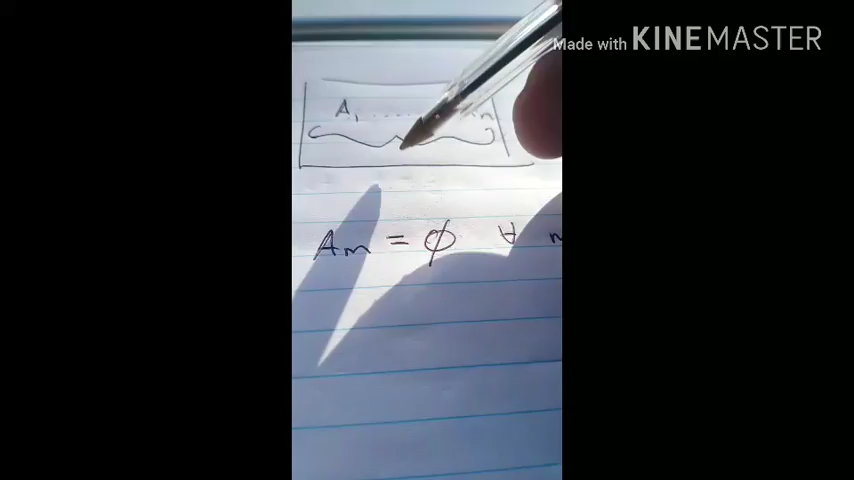 Made with KINEMASTER
A₁ ........ n
Am = ϕ ∀